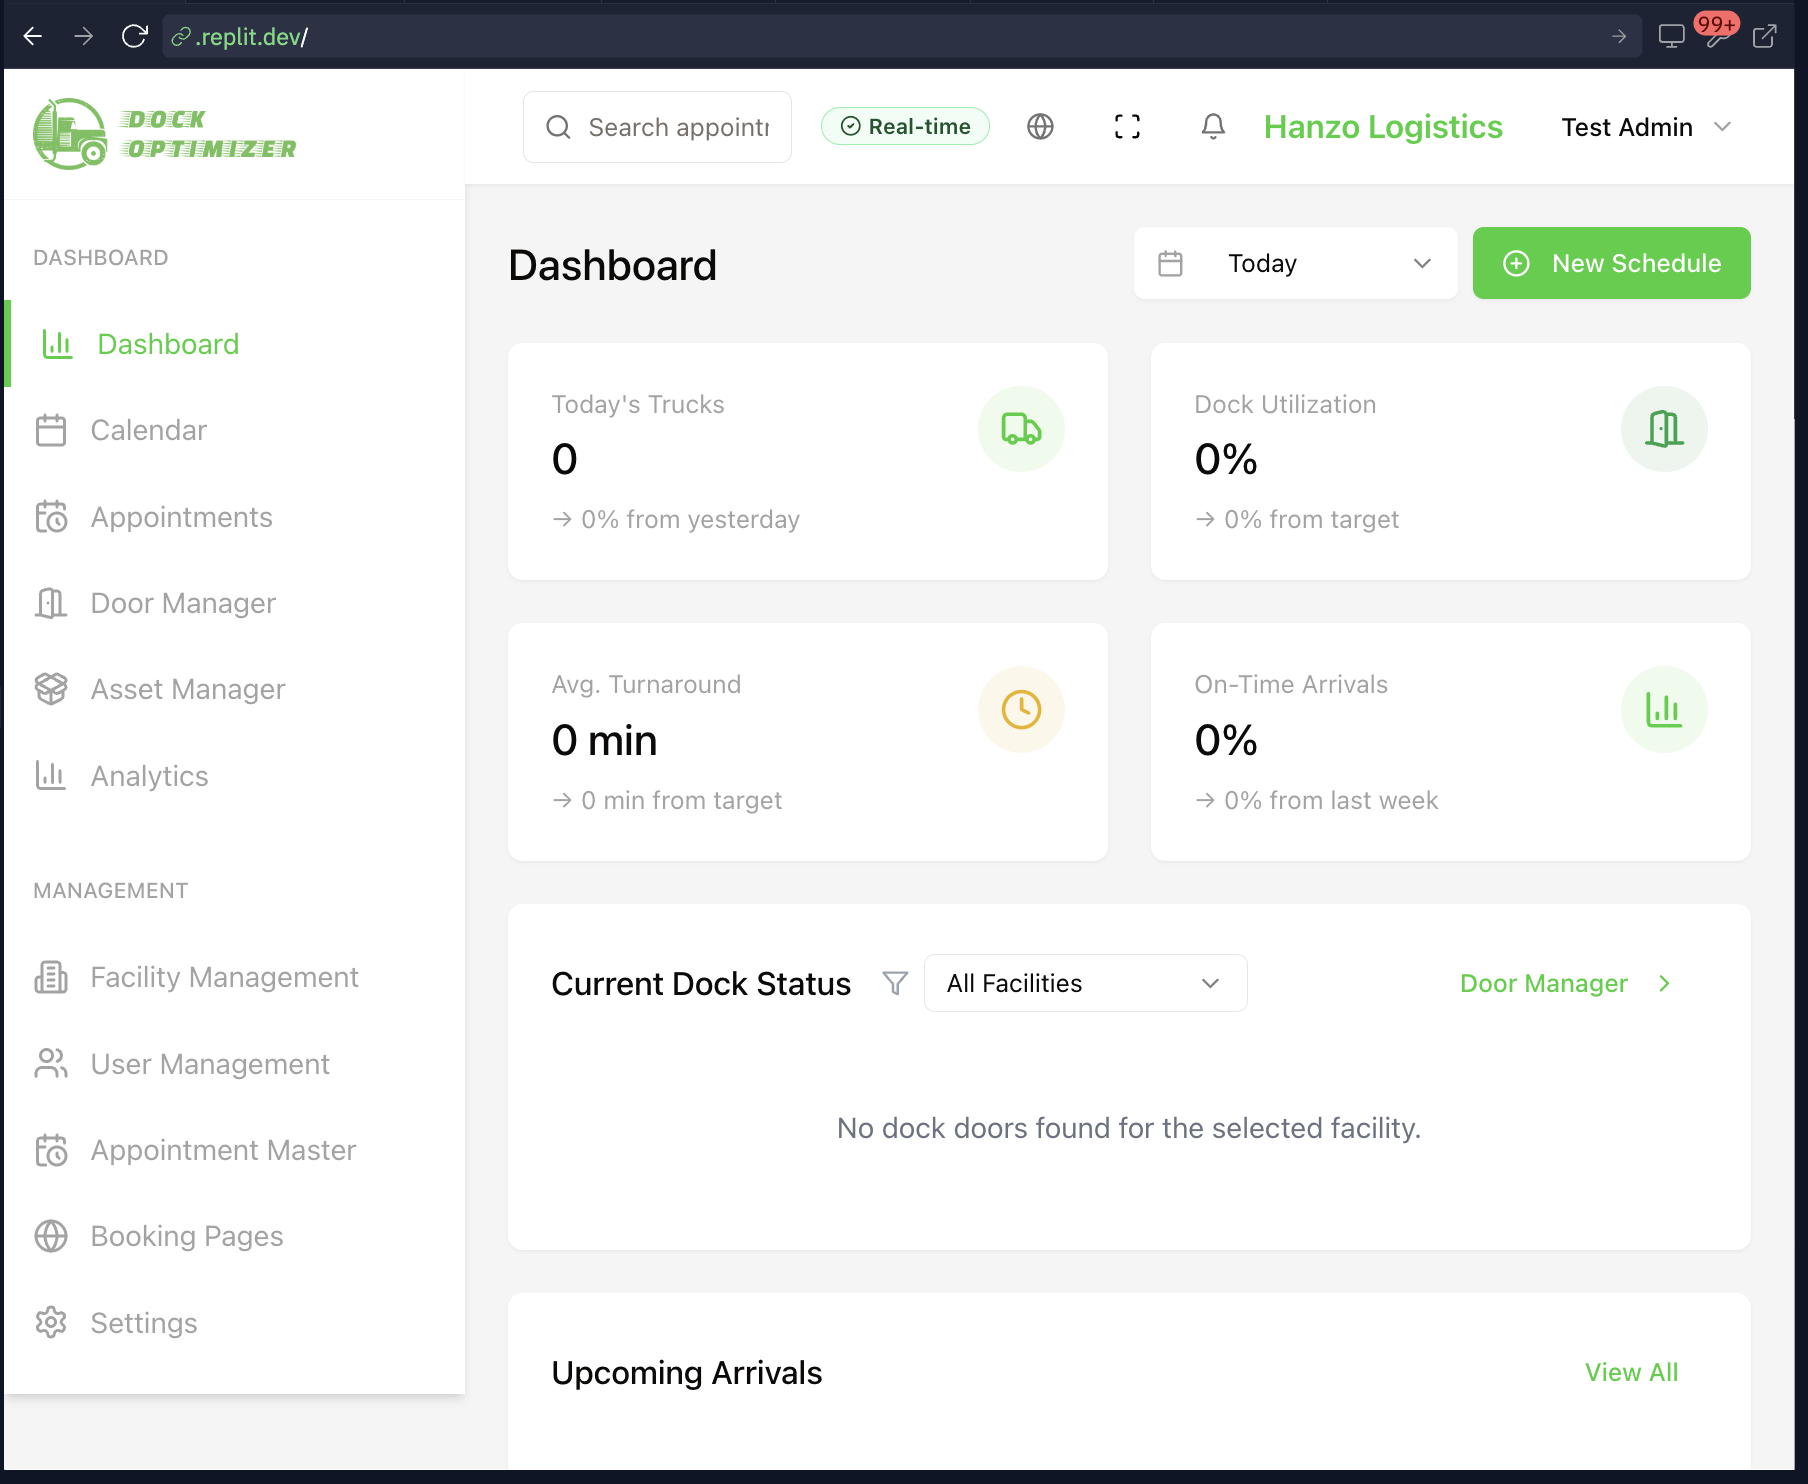 .replit.dev/
99+
DOCK
OPTIMIZER
Search appoint
Real-time
Hanzo Logistics
Test Admin
DASHBOARD
Dashboard
Calendar
Appointments
Door Manager
Asset Manager
Analytics
MANAGEMENT
Facility Management
User Management
Appointment Master
Booking Pages
Settings
Dashboard
Today
New Schedule
Today's Trucks
0
→ 0% from yesterday
Dock Utilization
0%
→ 0% from target
Avg. Turnaround
0 min
→ 0 min from target
On-Time Arrivals
0%
→ 0% from last week
Current Dock Status
All Facilities
Door Manager
No dock doors found for the selected facility.
Upcoming Arrivals
View All